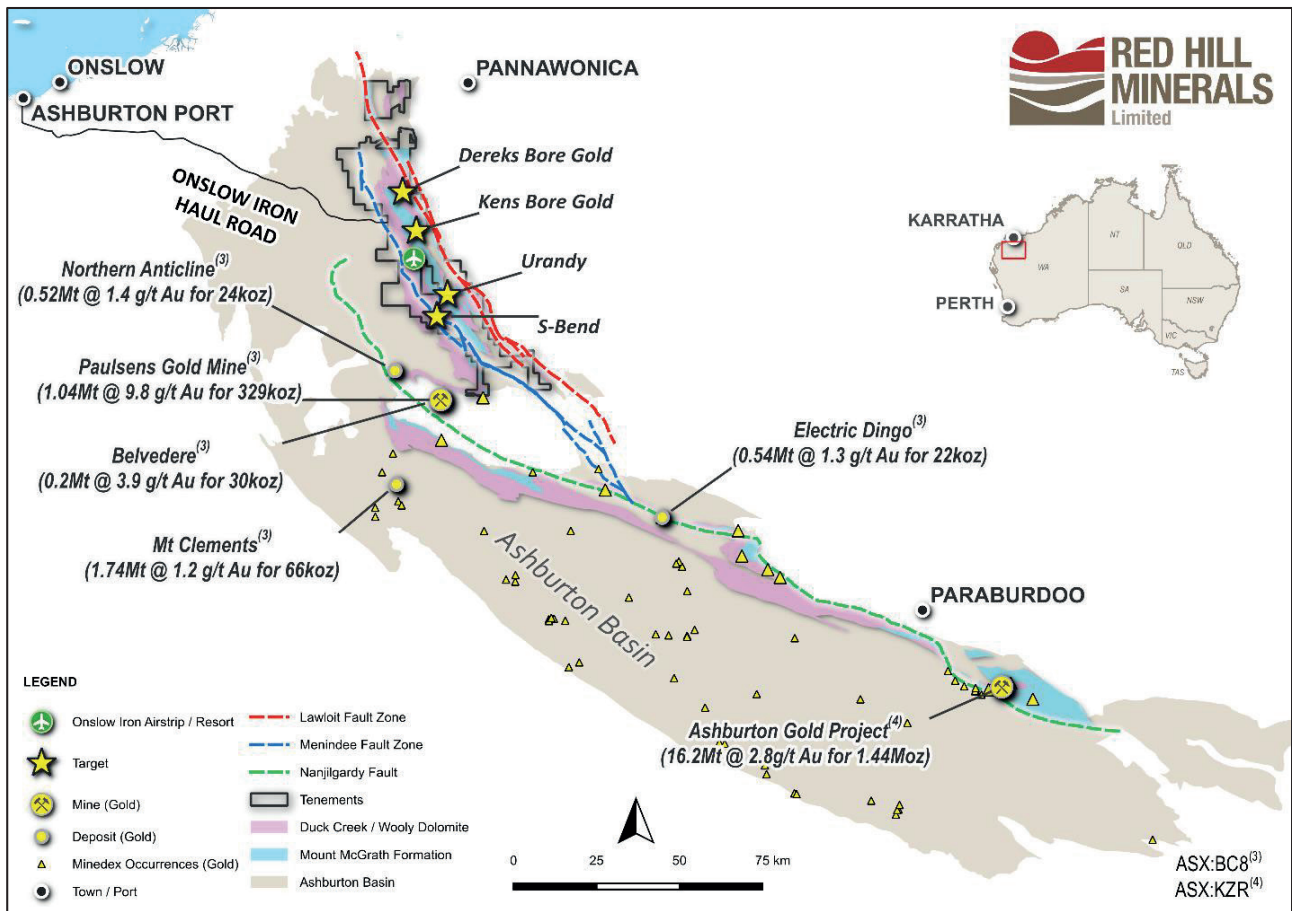 ONSLOW
ASHBURTON PORT
PANNAWONICA
RED HILL
MINERALS
Limited
Dereks Bore Gold
Kens Bore Gold
ONSLOW IRON
HAUL ROAD
Urandy
S-Bend
Northern Anticline(3)
(0.52Mt @ 1.4 g/t Au for 24koz)
Paulsens Gold Mine(3)
(1.04Mt @ 9.8 g/t Au for 329koz)
Belvedere(3)
(0.2Mt @ 3.9 g/t Au for 30koz)
Mt Clements(3)
(1.74Mt @ 1.2 g/t Au for 66koz)
Electric Dingo(3)
(0.54Mt @ 1.3 g/t Au for 22koz)
KARRATHA
PERTH
WA
NT
SA
QLD
NSW
VIC
TAS
Ashburton Basin
PARABURDOO
Ashburton Gold Project(4)
(16.2Mt @ 2.8g/t Au for 1.44Moz)
LEGEND
Onslow Iron Airstrip / Resort
Target
Mine (Gold)
Deposit (Gold)
Minedex Occurrences (Gold)
Town / Port
Lawloit Fault Zone
Menindee Fault Zone
Nanjilgardy Fault
Tenements
Duck Creek / Wooly Dolomite
Mount McGrath Formation
Ashburton Basin
0 25 50 75 km
ASX:BC8(3)
ASX:KZR(4)